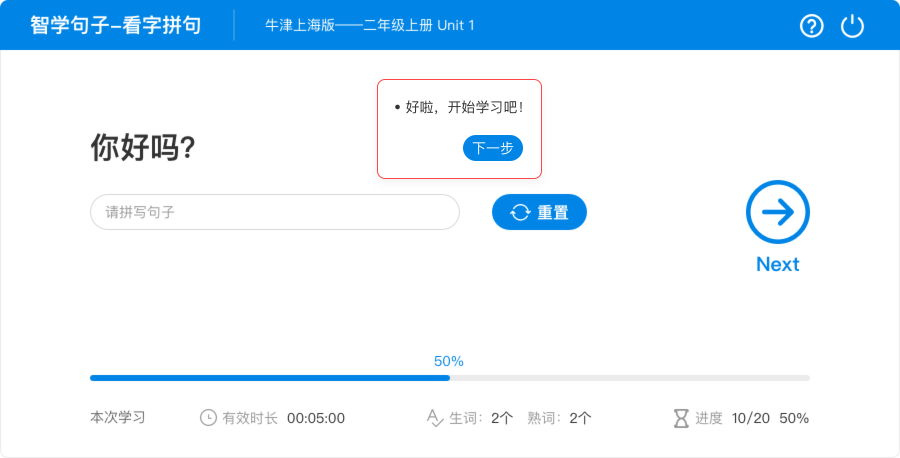 智学句子-看字拼句
牛津上海版——二年级上册 Unit 1
• 好啦，开始学习吧！
下一步
你好吗？
请拼写句子
重置
Next
50%
本次学习 有效时长 00:05:00 生词：2个 熟词：2个 进度 10/20 50%